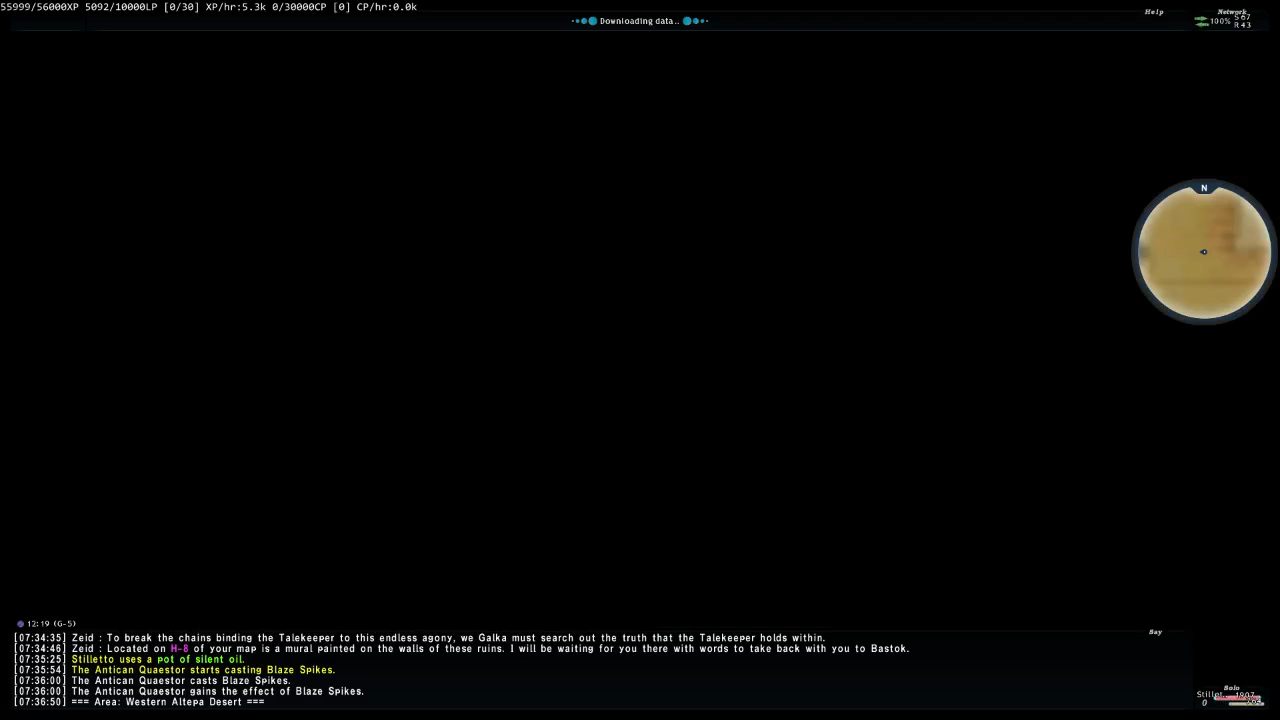 55999/56000XP 5092/10000LP [0/30] XP/hr:5.3k 0/30000CP [0] CP/hr:0.0k
Help
Network
Downloading data..
100% S 67
R 43
N
12:19 (G-5)
Say
[07:34:35] Zeid : To break the chains binding the Talekeeper to this endless agony, we Galka must search out the truth that the Talekeeper holds within.
[07:34:46] Zeid : Located on H-8 of your map is a mural painted on the walls of these ruins. I will be waiting for you there with words to take back with you to Bastok.
[07:35:25] Stilletto uses a pot of silent oil.
[07:35:54] The Antican Quaestor starts casting Blaze Spikes.
[07:36:00] The Antican Quaestor casts Blaze Spikes.
[07:36:00] The Antican Quaestor gains the effect of Blaze Spikes.
[07:36:50] === Area: Western Altepa Desert ===
Solo
Stillet..
0